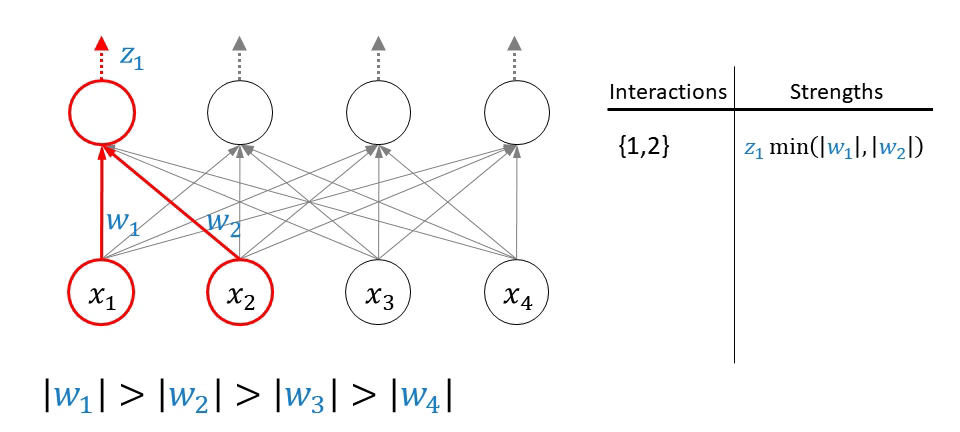 z₁
Interactions Strengths
{1,2} z₁ min(|w₁|,|w₂|)
w₁ w₂
x₁ x₂ x₃ x₄
|w₁| > |w₂| > |w₃| > |w₄|